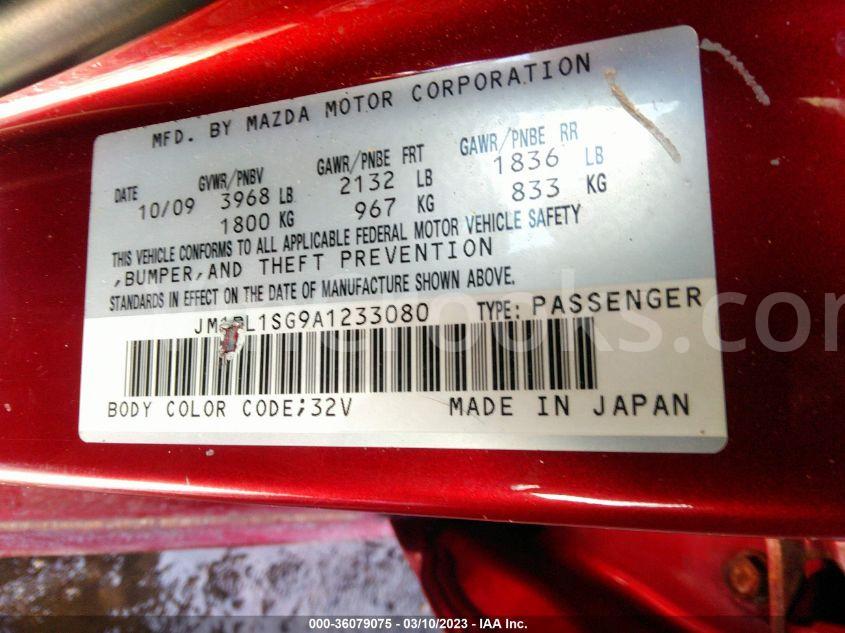 MFD. BY MAZDA MOTOR CORPORATION
DATE GVWR/PNBV GAWR/PNBE FRT GAWR/PNBE RR
10/09 3968 LB 2132 LB 1836 LB
1800 KG 967 KG 833 KG
THIS VEHICLE CONFORMS TO ALL APPLICABLE FEDERAL MOTOR VEHICLE SAFETY
,BUMPER,AND THEFT PREVENTION
STANDARDS IN EFFECT ON THE DATE OF MANUFACTURE SHOWN ABOVE.
TYPE: PASSENGER
BODY COLOR CODE;32V MADE IN JAPAN
000-36079075 - 03/10/2023 - IAA Inc.